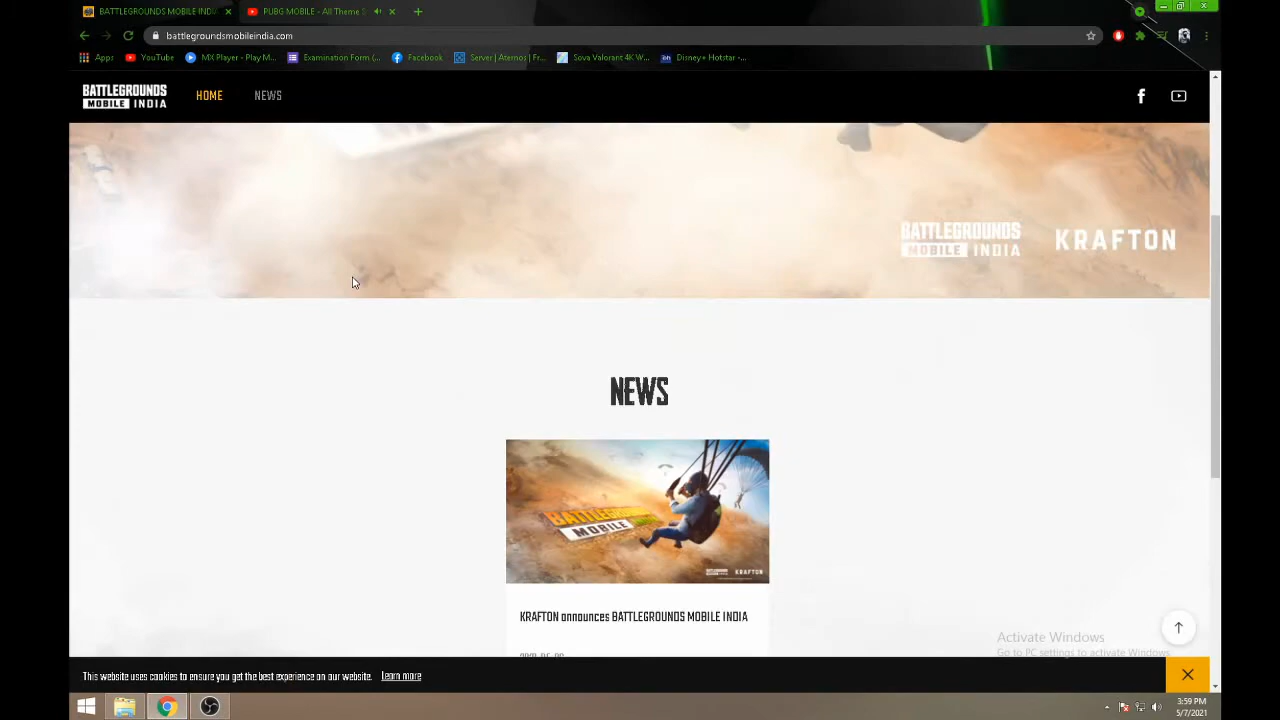 BATTLEGROUNDS MOBILE INDI
PUBG MOBILE - All Theme S
battlegroundsmobileindia.com
Apps
YouTube
MX Player - Play M...
Examination Form (...
Facebook
Server | Aternos | Fr...
Sova Valorant 4K W...
Disney+ Hotstar -...
BATTLEGROUNDS
MOBILE INDIA
HOME
NEWS
BATTLEGROUNDS
MOBILE INDIA
KRAFTON
NEWS
BATTLEGROUNDS
MOBILE
KRAFTON
KRAFTON announces BATTLEGROUNDS MOBILE INDIA
Activate Windows
Go to PC settings to activate Windows.
This website uses cookies to ensure you get the best experience on our website. Learn more
3:59 PM
5/7/2021